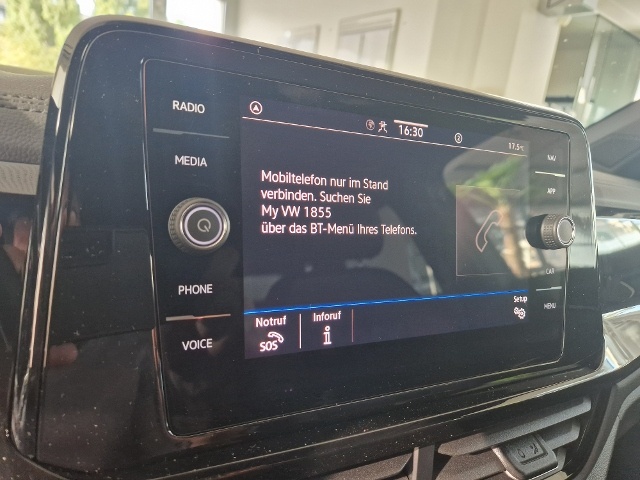 RADIO
MEDIA
PHONE
VOICE
16:30
2
17.5°C
Mobiltelefon nur im Stand
verbinden. Suchen Sie
My VW 1855
über das BT-Menü Ihres Telefons.
Notruf
SOS
Inforuf
i
Setup
NAV
APP
CAR
MENU